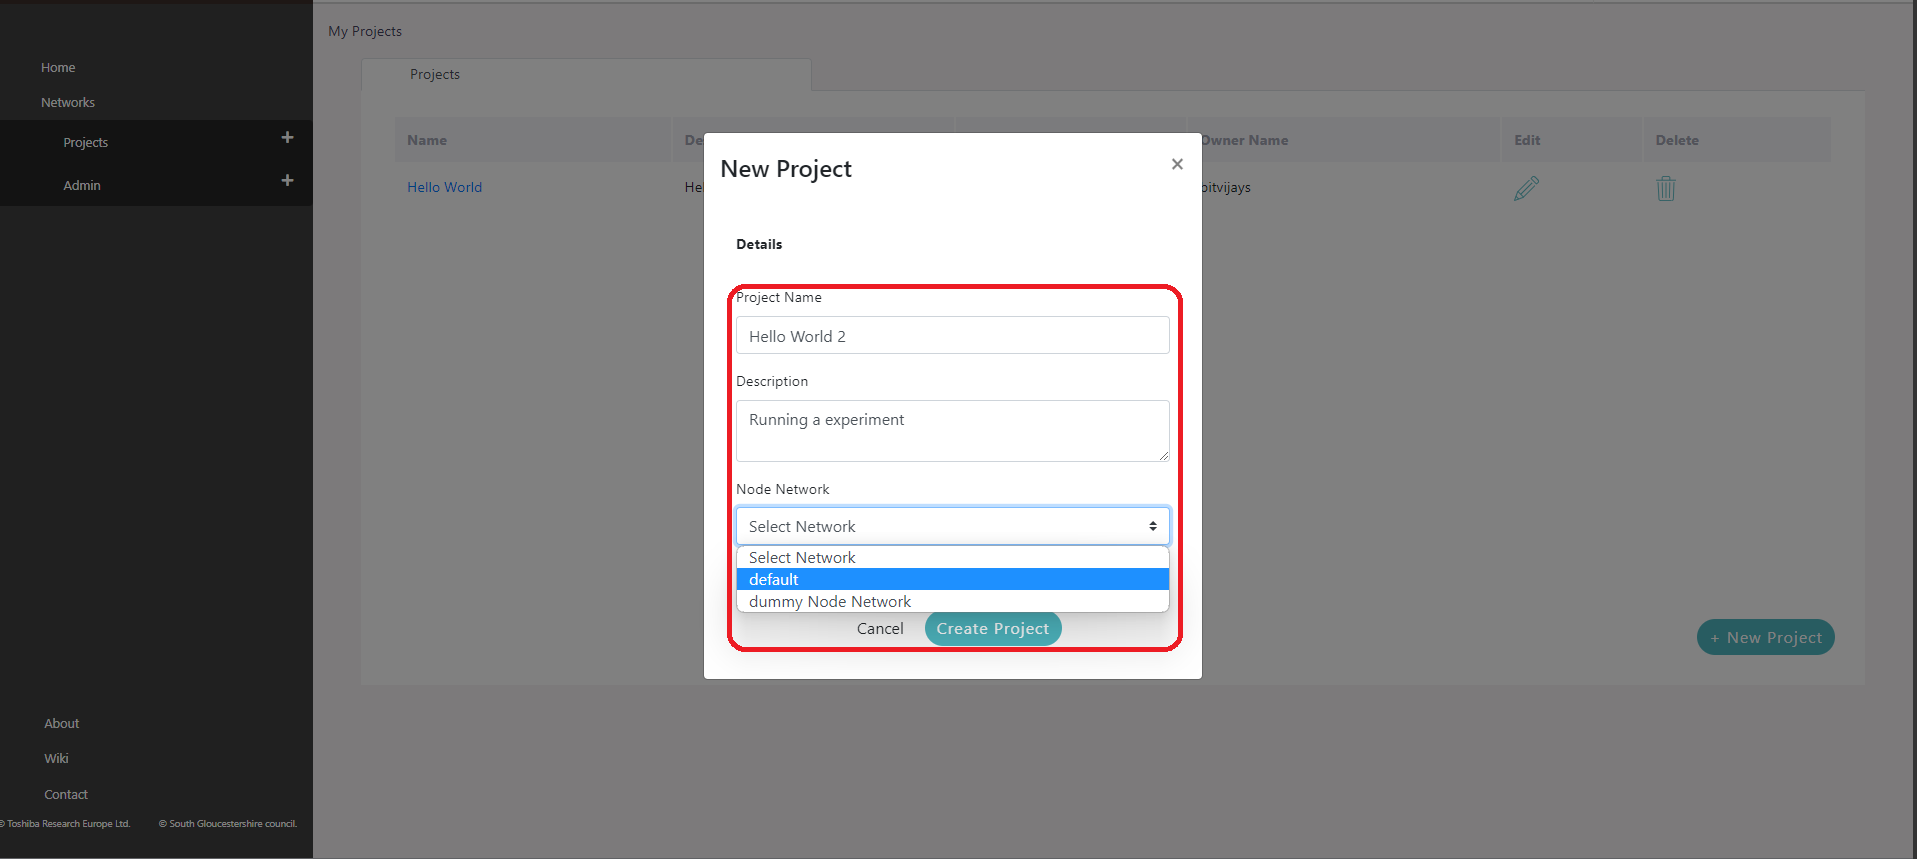 My Projects
Home
Networks
Projects
Admin
About
Wiki
Contact
© Toshiba Research Europe Ltd. © South Gloucestershire council.
Projects
Name Owner Name Edit Delete
Hello World bitvijays
+ New Project
New Project ×
Details
Project Name
Hello World 2
Description
Running a experiment
Node Network
Select Network
Select Network
default
dummy Node Network
Cancel Create Project